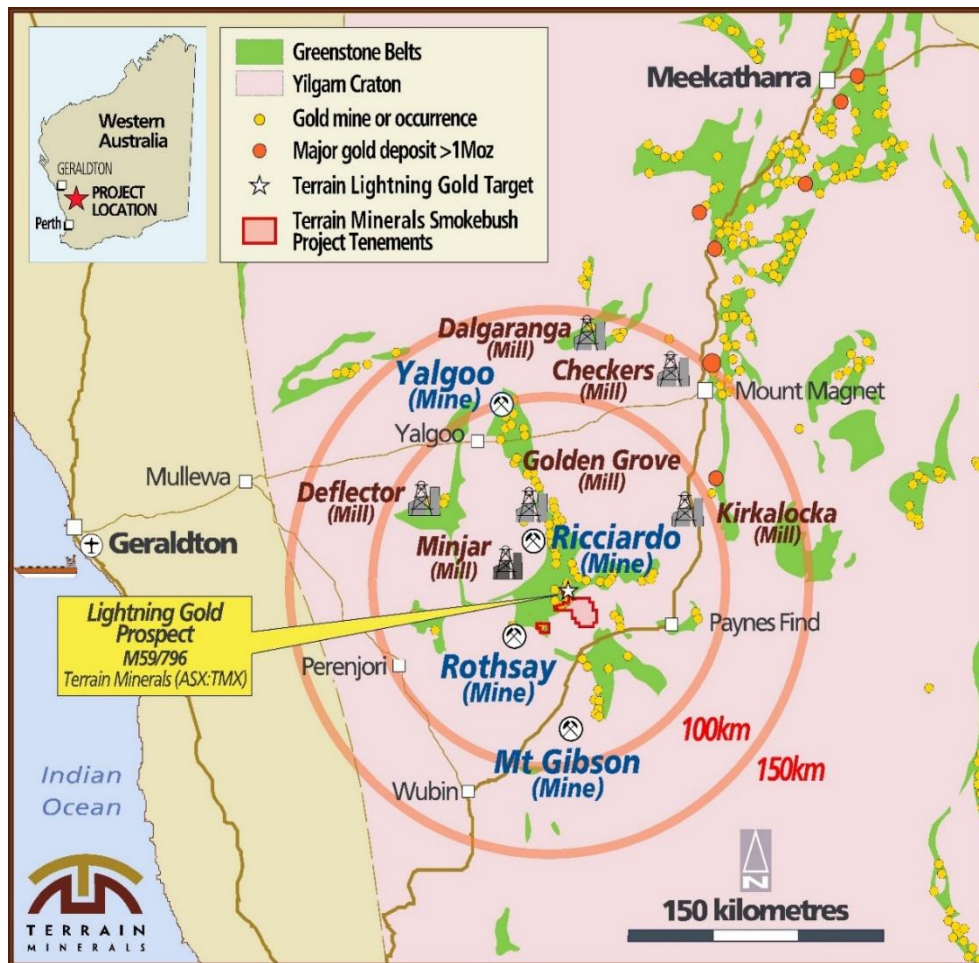 Western
Australia
GERALDTON
PROJECT
LOCATION
Perth
Greenstone Belts
Yilgarn Craton
Gold mine or occurrence
Major gold deposit >1Moz
Terrain Lightning Gold Target
Terrain Minerals Smokebush
Project Tenements
Meekatharra
Dalgaranga
(Mill)
Checkers
(Mill)
Yalgoo
(Mine)
Mount Magnet
Yalgoo
Mullewa
Golden Grove
(Mill)
Deflector
(Mill)
Kirkalocka
(Mill)
Geraldton
Ricciardo
(Mine)
Minjar
(Mill)
Lightning Gold
Prospect
M59/796
Terrain Minerals (ASX:TMX)
Paynes Find
Rothsay
(Mine)
Perenjori
100km
150km
Mt Gibson
(Mine)
Indian
Ocean
Wubin
N
150 kilometres
TERRAIN
MINERALS